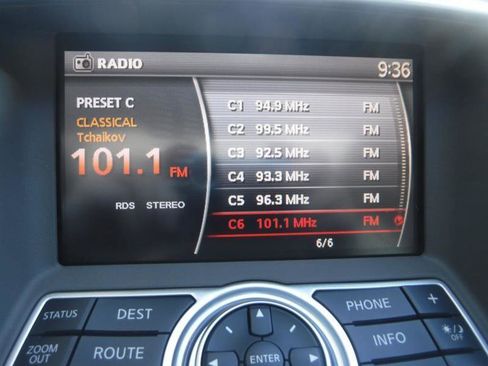 RADIO
9:36
PRESET C
CLASSICAL
Tchaikov
101.1 FM
RDS STEREO
C1 94.9 MHz FM
C2 99.5 MHz FM
C3 92.5 MHz FM
C4 93.3 MHz FM
C5 96.3 MHz FM
C6 101.1 MHz FM
6/6
STATUS
DEST
PHONE
+
ZOOM
OUT
ROUTE
ENTER
INFO
OFF